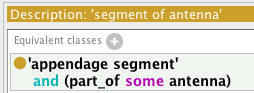 Description: 'segment of antenna'
Equivalent classes
'appendage segment'
and (part_of some antenna)